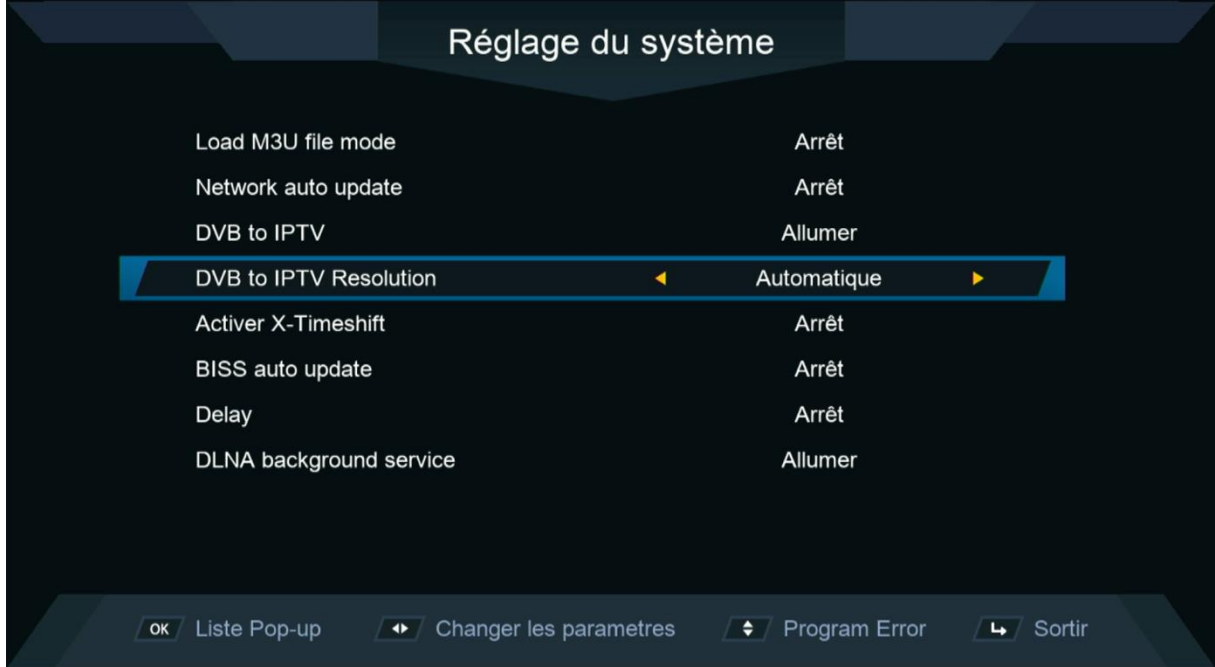 Réglage du système
Load M3U file mode Arrêt
Network auto update Arrêt
DVB to IPTV Allumer
DVB to IPTV Resolution Automatique
Activer X-Timeshift Arrêt
BISS auto update Arrêt
Delay Arrêt
DLNA background service Allumer
OK Liste Pop-up Changer les parametres Program Error Sortir